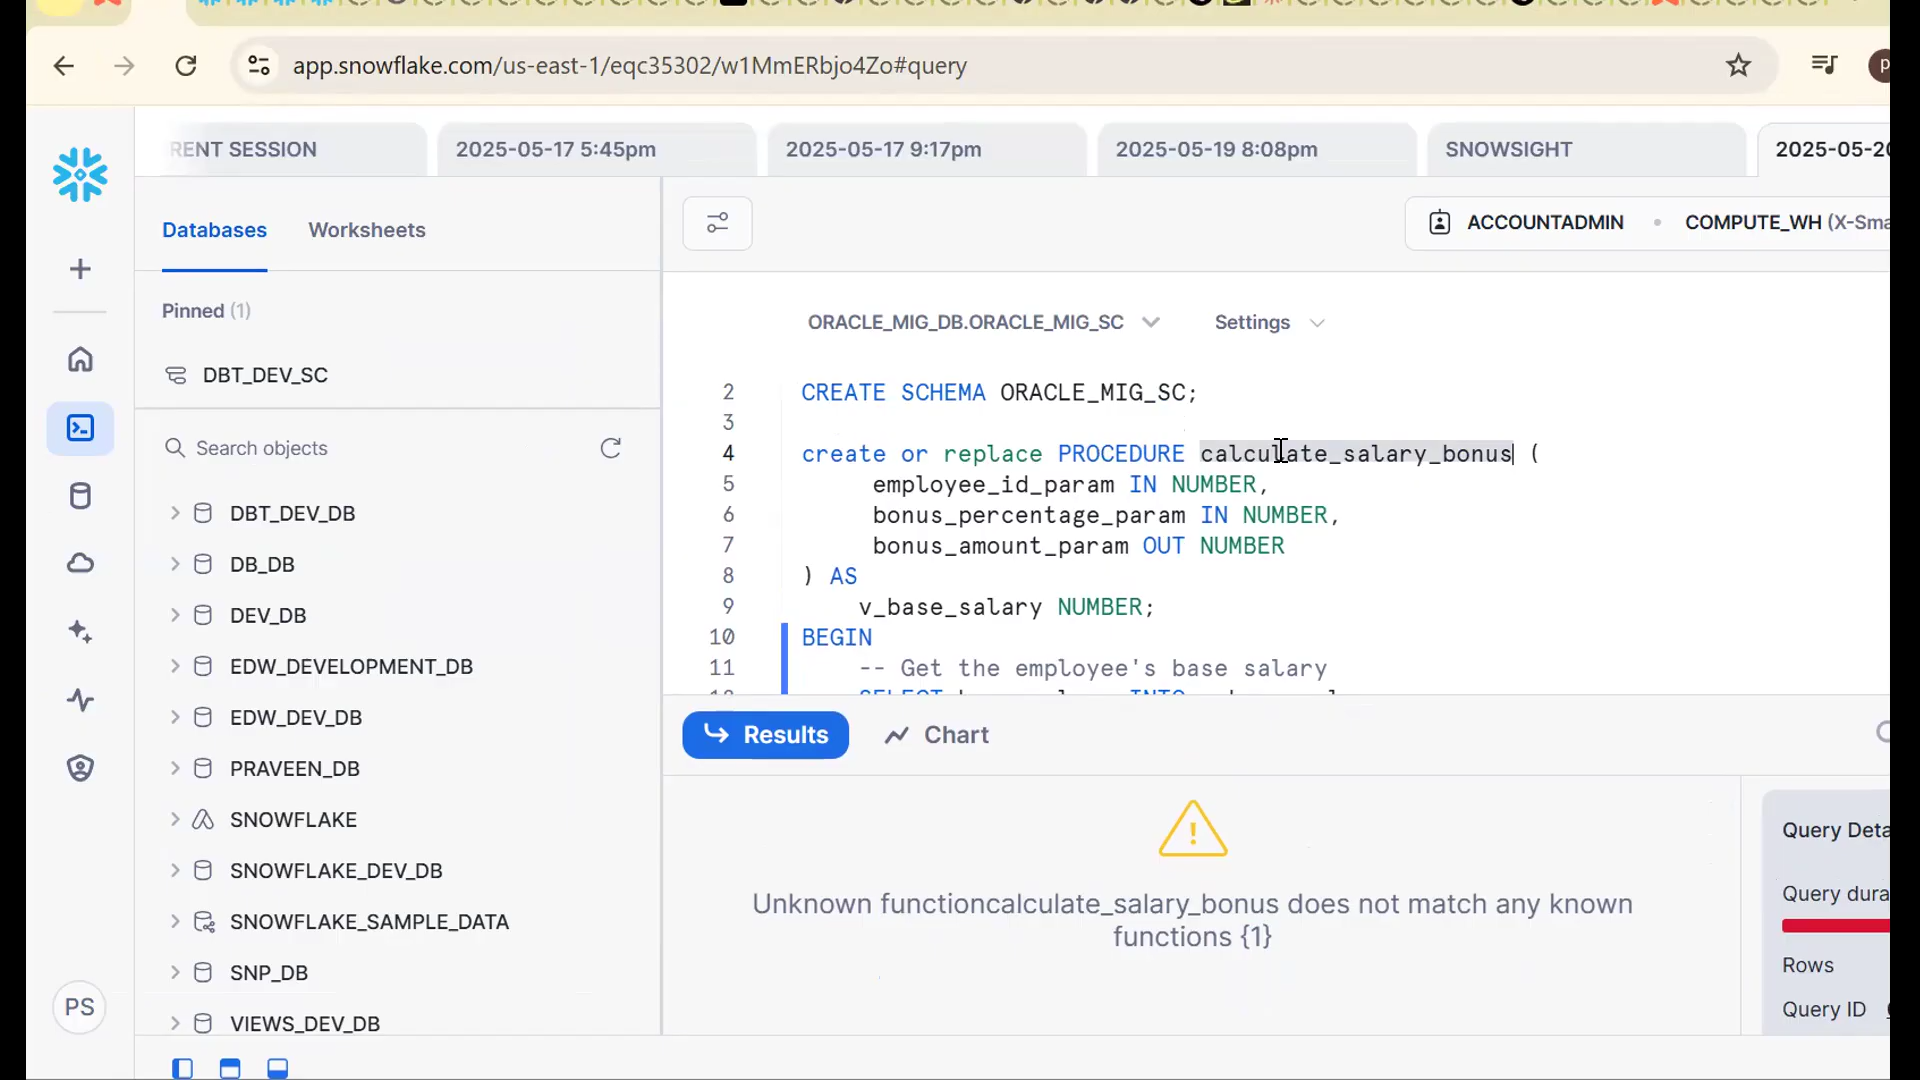 app.snowflake.com/us-east-1/eqc35302/w1MmERbjo4Zo#query
p
RENT SESSION
2025-05-17 5:45pm
2025-05-17 9:17pm
2025-05-19 8:08pm
SNOWSIGHT
2025-05-20
Databases
Worksheets
ACCOUNTADMIN
COMPUTE_WH (X-Sma
Pinned (1)
DBT_DEV_SC
Search objects
DBT_DEV_DB
DB_DB
DEV_DB
EDW_DEVELOPMENT_DB
EDW_DEV_DB
PRAVEEN_DB
SNOWFLAKE
SNOWFLAKE_DEV_DB
SNOWFLAKE_SAMPLE_DATA
SNP_DB
VIEWS_DEV_DB
PS
ORACLE_MIG_DB.ORACLE_MIG_SC
Settings
2 CREATE SCHEMA ORACLE_MIG_SC;
3
4 create or replace PROCEDURE calculate_salary_bonus (
5 employee_id_param IN NUMBER,
6 bonus_percentage_param IN NUMBER,
7 bonus_amount_param OUT NUMBER
8 ) AS
9 v_base_salary NUMBER;
10 BEGIN
11 -- Get the employee's base salary
Results
Chart
Unknown functioncalculate_salary_bonus does not match any known
functions {1}
Query Deta
Query dura
Rows
Query ID